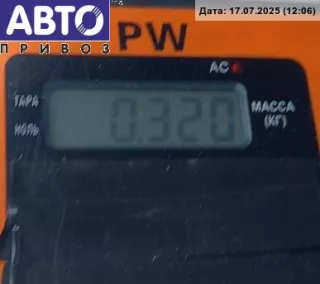 АВТО
ПРИВОЗ
Дата: 17.07.2025 (12:06)
PW
AC
ТАРА
НОЛЬ
0.320
МАССА
(КГ)